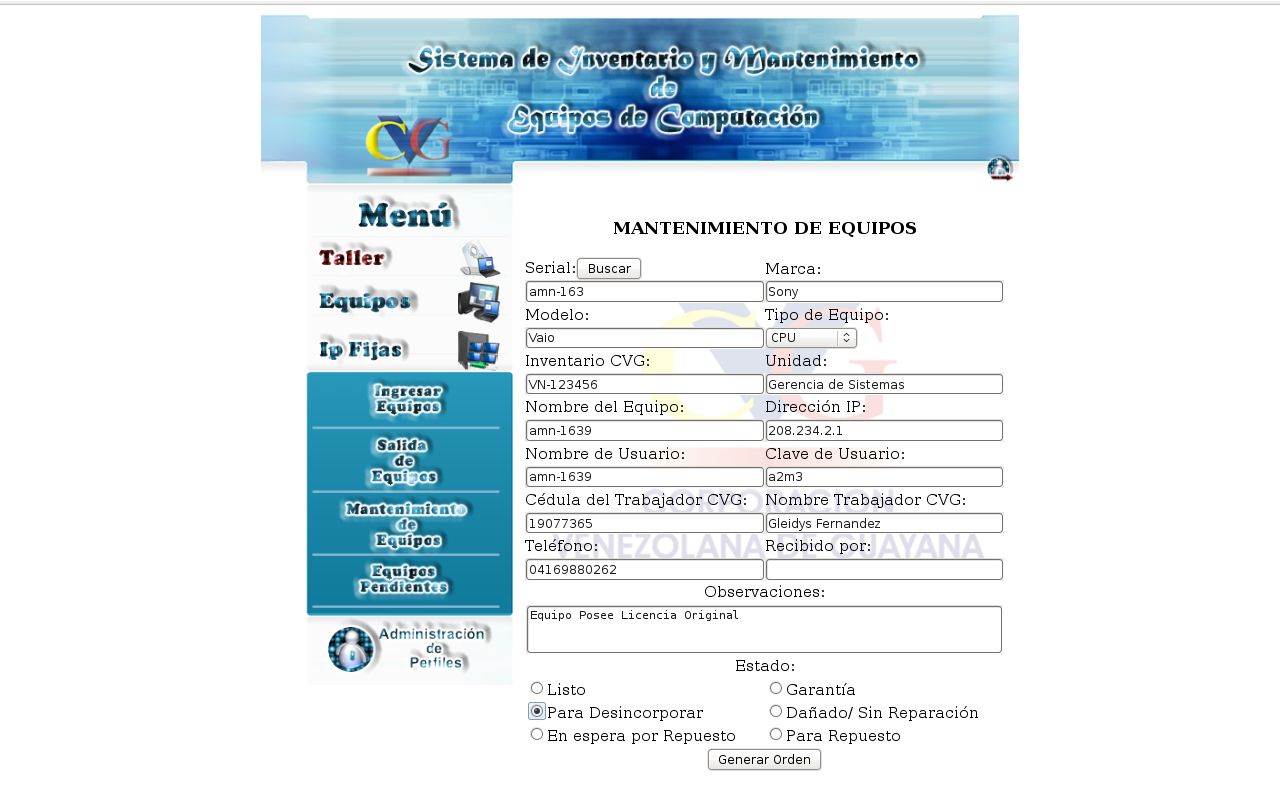 Sistema de Inventario y Mantenimiento
de
Equipos de Computación
CVG
Menú
Taller
Equipos
Ip Fijas
Ingresar
Equipos
Salida
de
Equipos
Mantenimiento
de
Equipos
Equipos
Pendientes
Administración
de
Perfiles
MANTENIMIENTO DE EQUIPOS
Serial: Buscar Marca:
amn-163 Sony
Modelo: Tipo de Equipo:
Vaio CPU
Inventario CVG: Unidad:
VN-123456 Gerencia de Sistemas
Nombre del Equipo: Dirección IP:
amn-1639 208.234.2.1
Nombre de Usuario: Clave de Usuario:
amn-1639 a2m3
Cédula del Trabajador CVG: Nombre Trabajador CVG:
CORPORACION
19077365 Gleidys Fernandez
Teléfono: Recibido por:
VENEZOLANA DE GUAYANA
04169880262
Observaciones:
Equipo Posee Licencia Original
Estado:
Listo Garantía
Para Desincorporar Dañado/ Sin Reparación
En espera por Repuesto Para Repuesto
Generar Orden